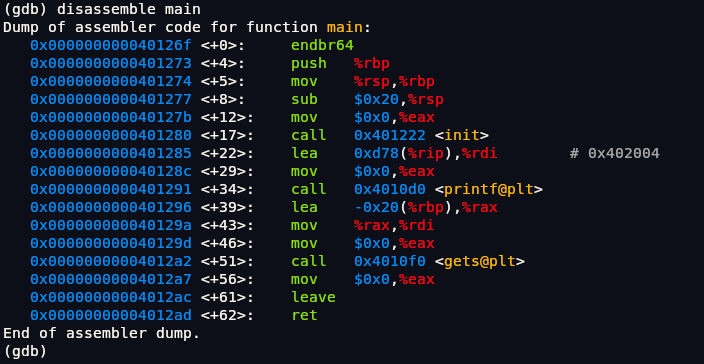 (gdb) disassemble main
Dump of assembler code for function main:
   0x000000000040126f <+0>:     endbr64
   0x0000000000401273 <+4>:     push   %rbp
   0x0000000000401274 <+5>:     mov    %rsp,%rbp
   0x0000000000401277 <+8>:     sub    $0x20,%rsp
   0x000000000040127b <+12>:    mov    $0x0,%eax
   0x0000000000401280 <+17>:    call   0x401222 <init>
   0x0000000000401285 <+22>:    lea    0xd78(%rip),%rdi        # 0x402004
   0x000000000040128c <+29>:    mov    $0x0,%eax
   0x0000000000401291 <+34>:    call   0x4010d0 <printf@plt>
   0x0000000000401296 <+39>:    lea    -0x20(%rbp),%rax
   0x000000000040129a <+43>:    mov    %rax,%rdi
   0x000000000040129d <+46>:    mov    $0x0,%eax
   0x00000000004012a2 <+51>:    call   0x4010f0 <gets@plt>
   0x00000000004012a7 <+56>:    mov    $0x0,%eax
   0x00000000004012ac <+61>:    leave
   0x00000000004012ad <+62>:    ret
End of assembler dump.
(gdb)